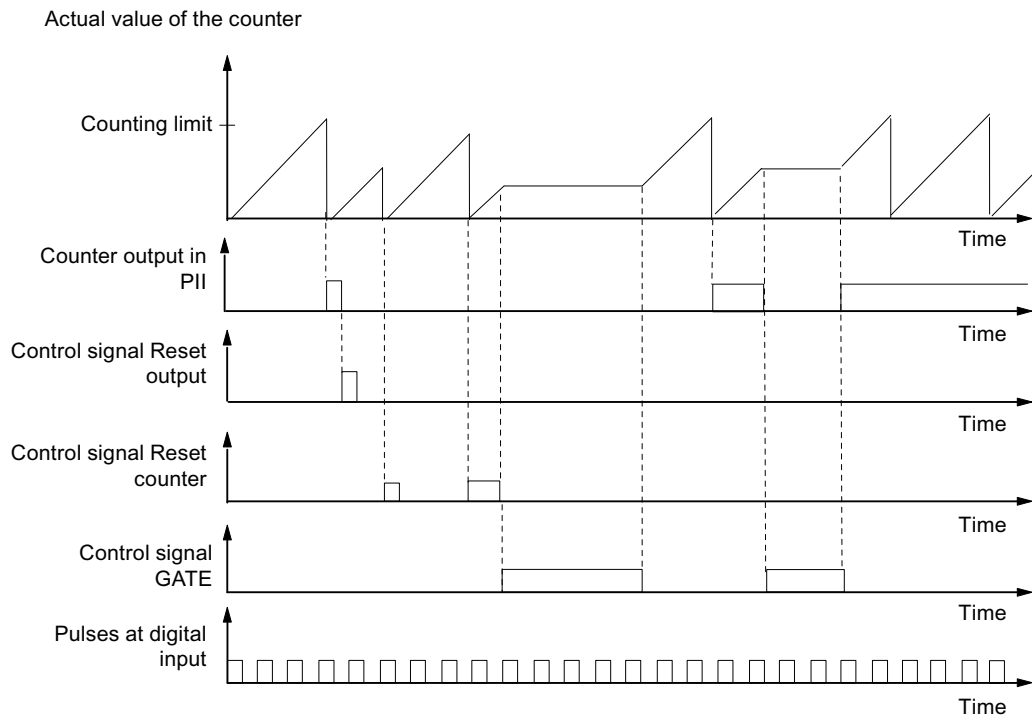 Actual value of the counter
Counting limit
Time
Counter output in
PII
Time
Control signal Reset
output
Time
Control signal Reset
counter
Time
Control signal
GATE
Time
Pulses at digital
input
Time